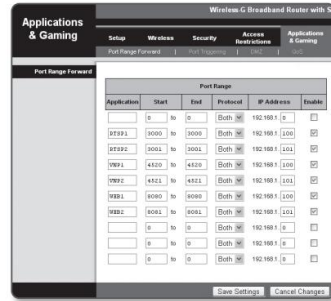 Wireless-G Broadband Router with S
Applications & Gaming
Setup Wireless Security Access Restrictions Applications & Gaming
Port Range Forward | Port Triggering | DMZ | QoS
Port Range Forward
Port Range
Application Start End Protocol IP Address Enable
0 to 0 Both 192.168.1. 0
RTSP1 3000 to 3000 Both 192.168.1. 100
RTSP2 3001 to 3001 Both 192.168.1. 101
VNP1 4520 to 4520 Both 192.168.1. 100
VNP2 4521 to 4521 Both 192.168.1. 101
WEB1 8080 to 8080 Both 192.168.1. 100
WEB2 8081 to 8081 Both 192.168.1. 101
0 to 0 Both 192.168.1. 0
0 to 0 Both 192.168.1. 0
0 to 0 Both 192.168.1. 0
Save Settings Cancel Changes